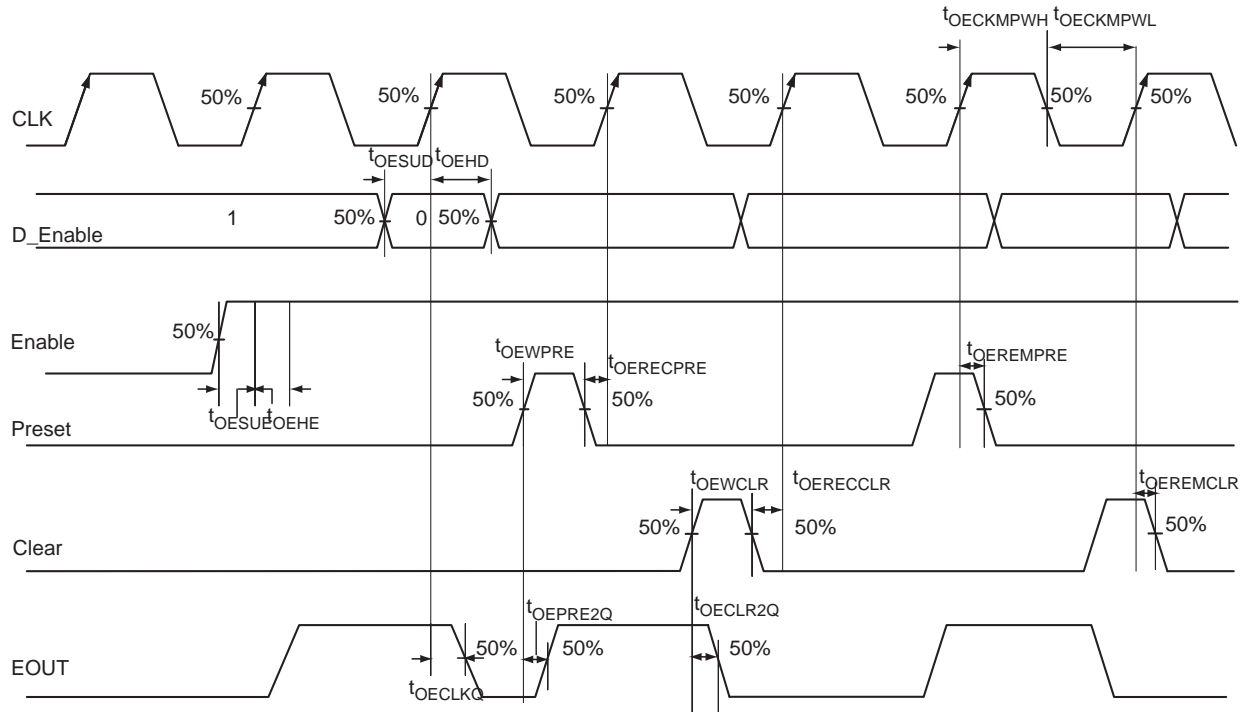 tOECKMPWH tOECKMPWL
50% 50% 50% 50% 50% 50% 50%
CLK
tOESUD tOEHD
1 50% 0 50%
D_Enable
50%
Enable
tOEWPRE tOERECPRE tOEREMPRE
tOESUE tOEHE
50% 50% 50%
Preset
tOEWCLR tOERECCLR tOEREMCLR
50% 50% 50%
Clear
tOEPRE2Q tOECLR2Q
50% 50% 50%
EOUT
tOECLKQ